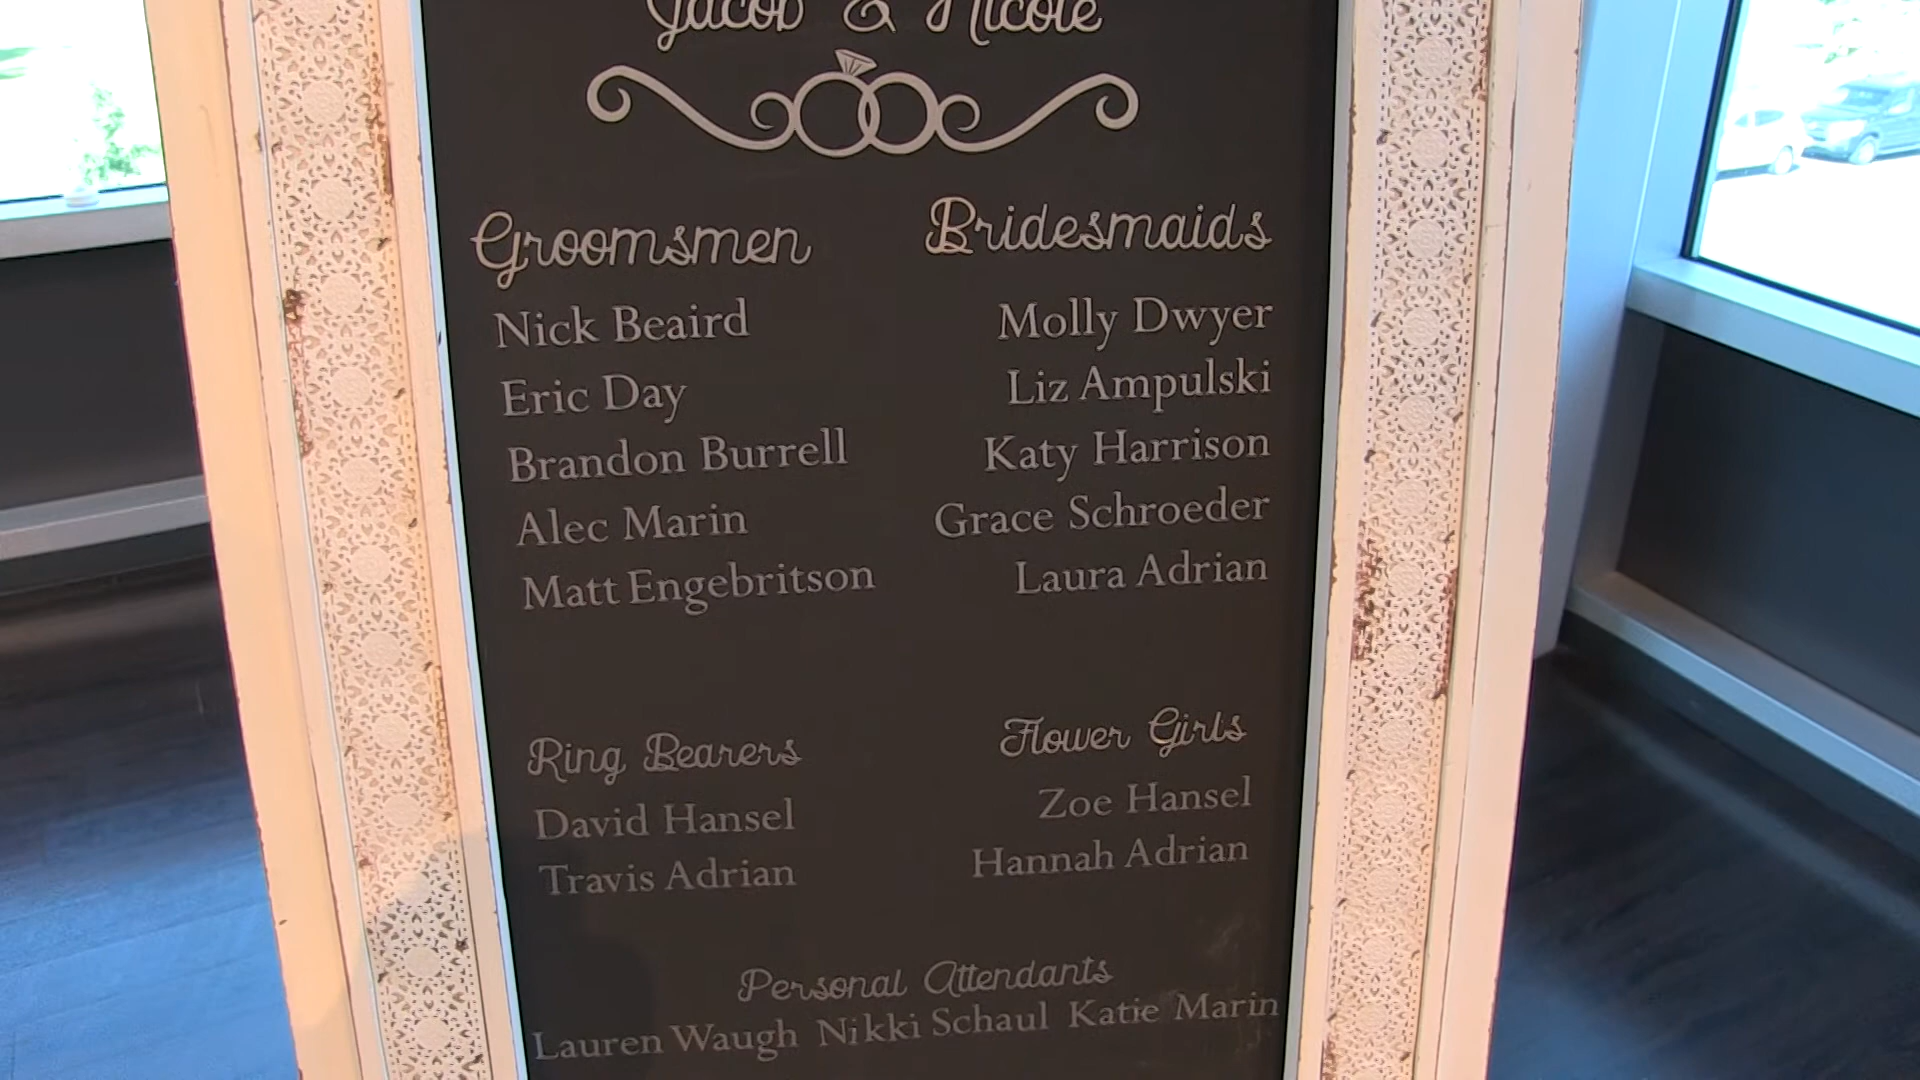 Jacob & Nicole
Groomsmen
Nick Beaird
Eric Day
Brandon Burrell
Alec Marin
Matt Engebritson
Bridesmaids
Molly Dwyer
Liz Ampulski
Katy Harrison
Grace Schroeder
Laura Adrian
Ring Bearers
David Hansel
Travis Adrian
Flower Girls
Zoe Hansel
Hannah Adrian
Personal Attendants
Lauren Waugh Nikki Schaul Katie Marin